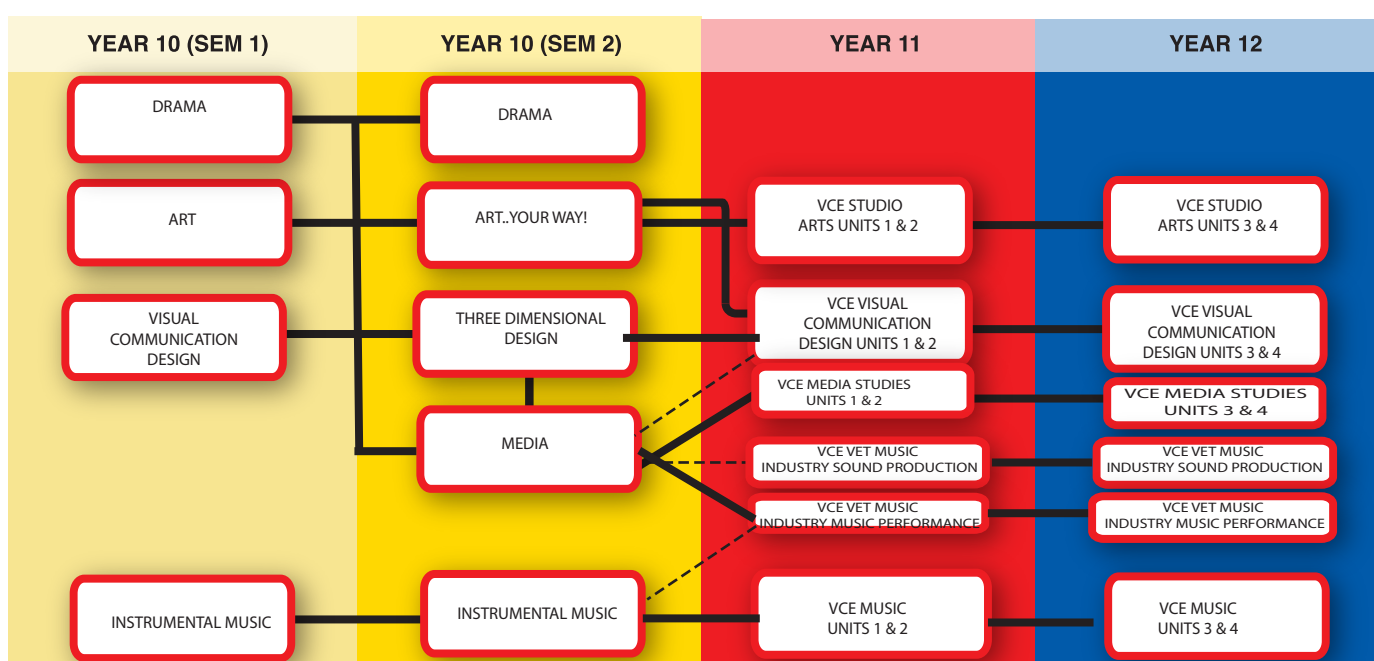 YEAR 10 (SEM 1)
YEAR 10 (SEM 2)
YEAR 11
YEAR 12
DRAMA
DRAMA
ART
ART..YOUR WAY!
VCE STUDIO
ARTS UNITS 1 & 2
VCE STUDIO
ARTS UNITS 3 & 4
VISUAL
COMMUNICATION
DESIGN
THREE DIMENSIONAL
DESIGN
VCE VISUAL
COMMUNICATION
DESIGN UNITS 1 & 2
VCE VISUAL
COMMUNICATION
DESIGN UNITS 3 & 4
VCE MEDIA STUDIES
UNITS 1 & 2
VCE MEDIA STUDIES
UNITS 3 & 4
MEDIA
VCE VET MUSIC
INDUSTRY SOUND PRODUCTION
VCE VET MUSIC
INDUSTRY SOUND PRODUCTION
VCE VET MUSIC
INDUSTRY MUSIC PERFORMANCE
VCE VET MUSIC
INDUSTRY MUSIC PERFORMANCE
INSTRUMENTAL MUSIC
INSTRUMENTAL MUSIC
VCE MUSIC
UNITS 1 & 2
VCE MUSIC
UNITS 3 & 4